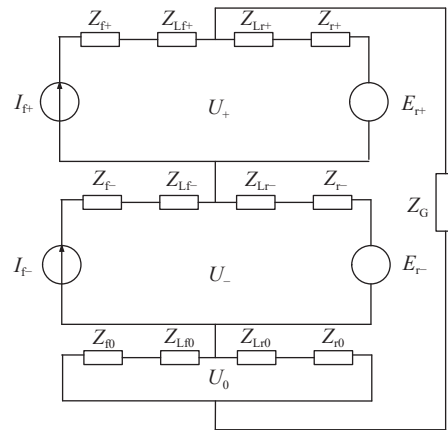 Z_f+ Z_Lf+ Z_Lr+ Z_r+
I_f+ U_+ E_r+
Z_f− Z_Lf− Z_Lr− Z_r−
Z_G
I_f− U_− E_r−
Z_f0 Z_Lf0 Z_Lr0 Z_r0
U_0